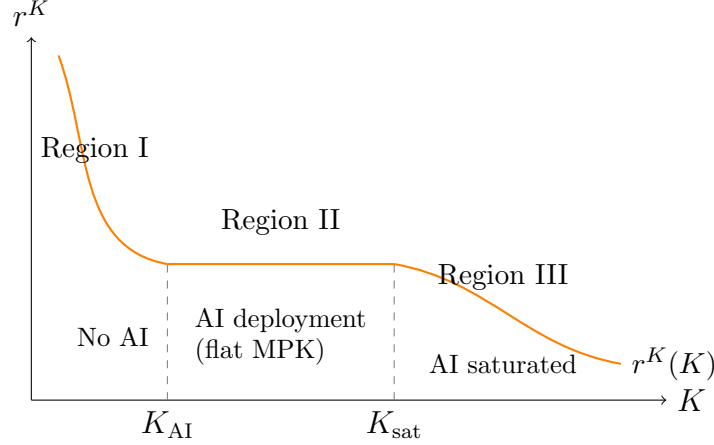 r^K
Region I
Region II
Region III
AI deployment
(flat MPK)
No AI
AI saturated
r^K(K)
K
K_AI
K_sat